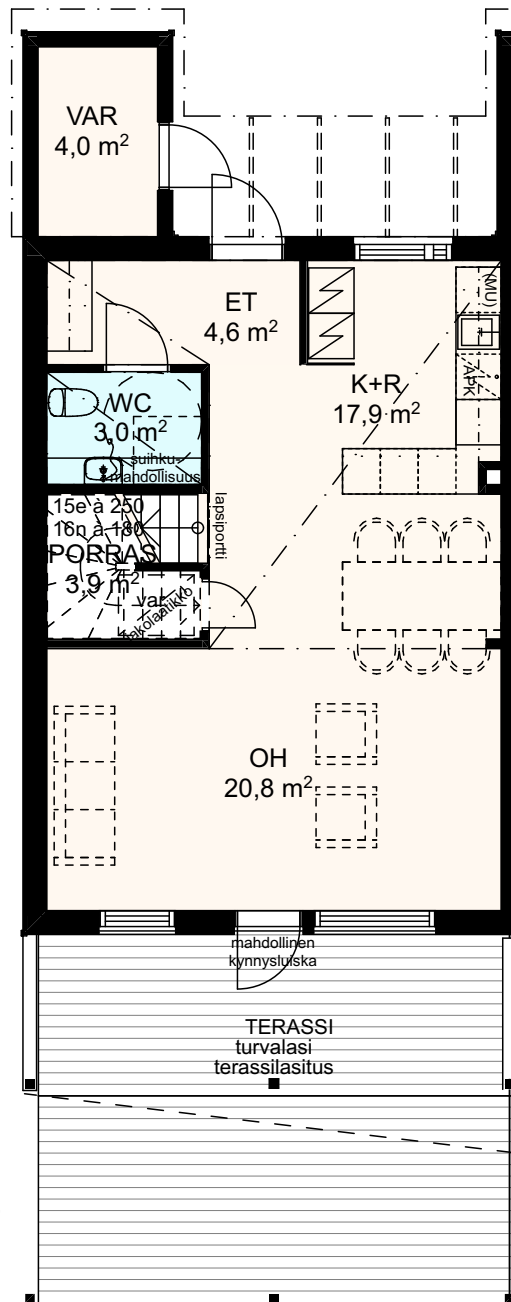 VAR
4,0 m²
ET
4,6 m²
(MU)
APK
K+R
17,9 m²
WC
3,0 m²
suihku-
mahdollisuus
15e à 250
16n à 180
PORRAS
3,9 m²
lapsiportti
var
jakolaatikko
OH
20,8 m²
mahdollinen
kynnysluiska
TERASSI
turvalasi
terassilasitus